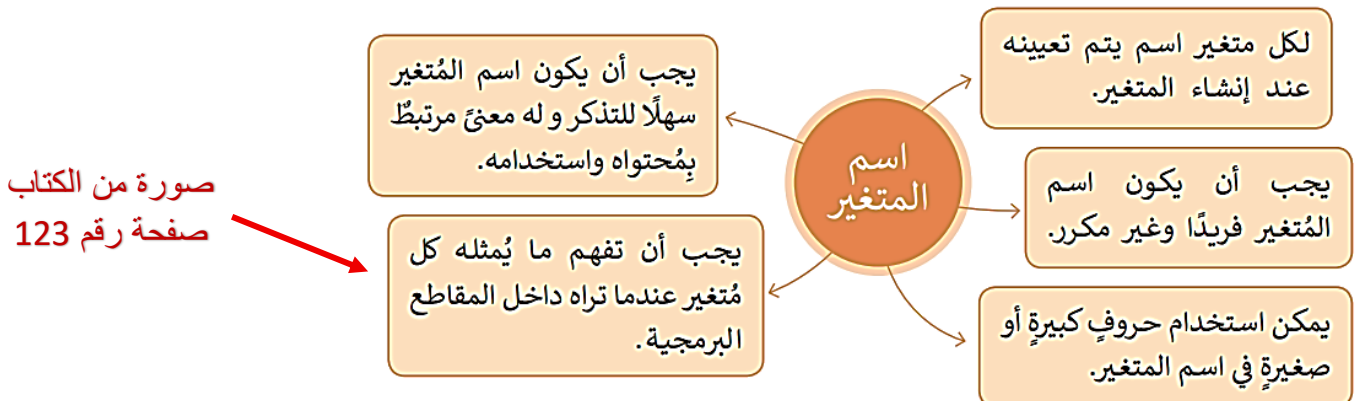 لكل متغير اسم يتم تعيينه
عند إنشاء المتغير.
يجب أن يكون اسم المُتغير
سهلًا للتذكر و له معنىً مرتبطٌ
بِمُحتواه واستخدامه.
اسم
المتغير
يجب أن يكون اسم
المُتغير فريدًا وغير مكرر.
صورة من الكتاب
صفحة رقم 123
يجب أن تفهم ما يُمثله كل
مُتغير عندما تراه داخل المقاطع
البرمجية.
يمكن استخدام حروفٍ كبيرةٍ أو
صغيرةٍ في اسم المتغير.